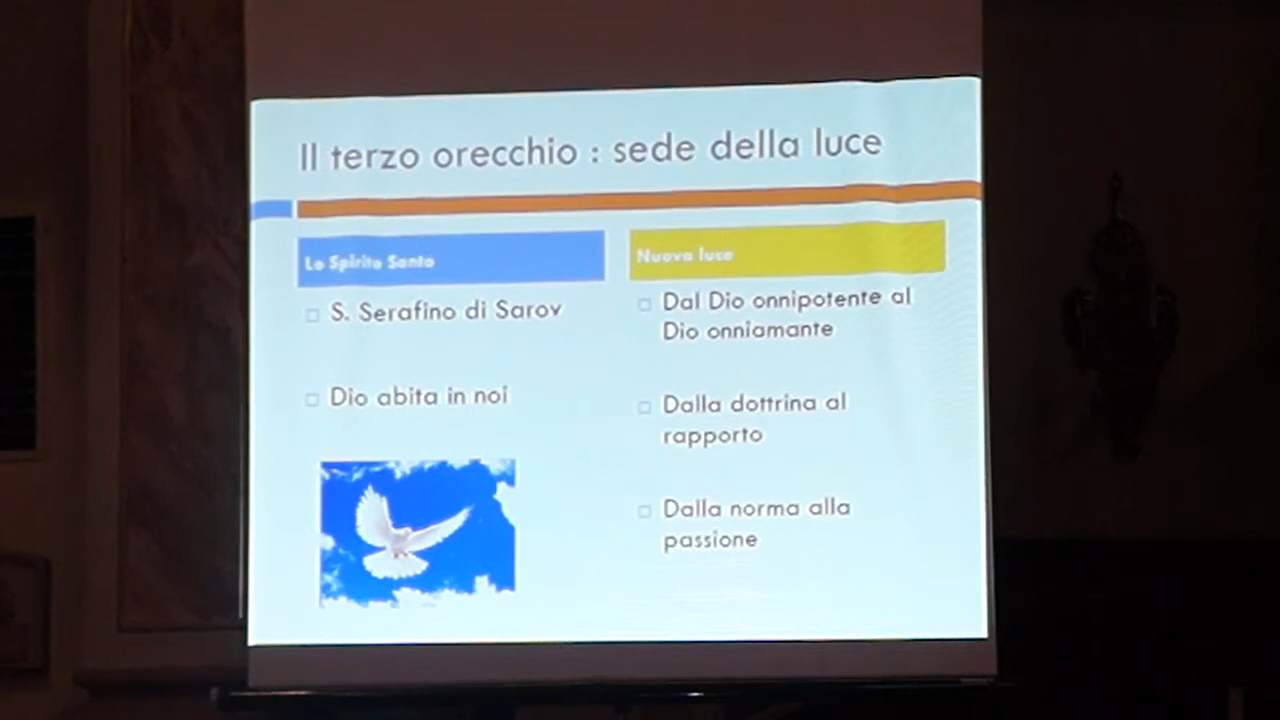 Il terzo orecchio : sede della luce
Lo Spirito Santo
S. Serafino di Sarov
Dio abita in noi
Nuova luce
Dal Dio onnipotente al
Dio onniamante
Dalla dottrina al
rapporto
Dalla norma alla
passione